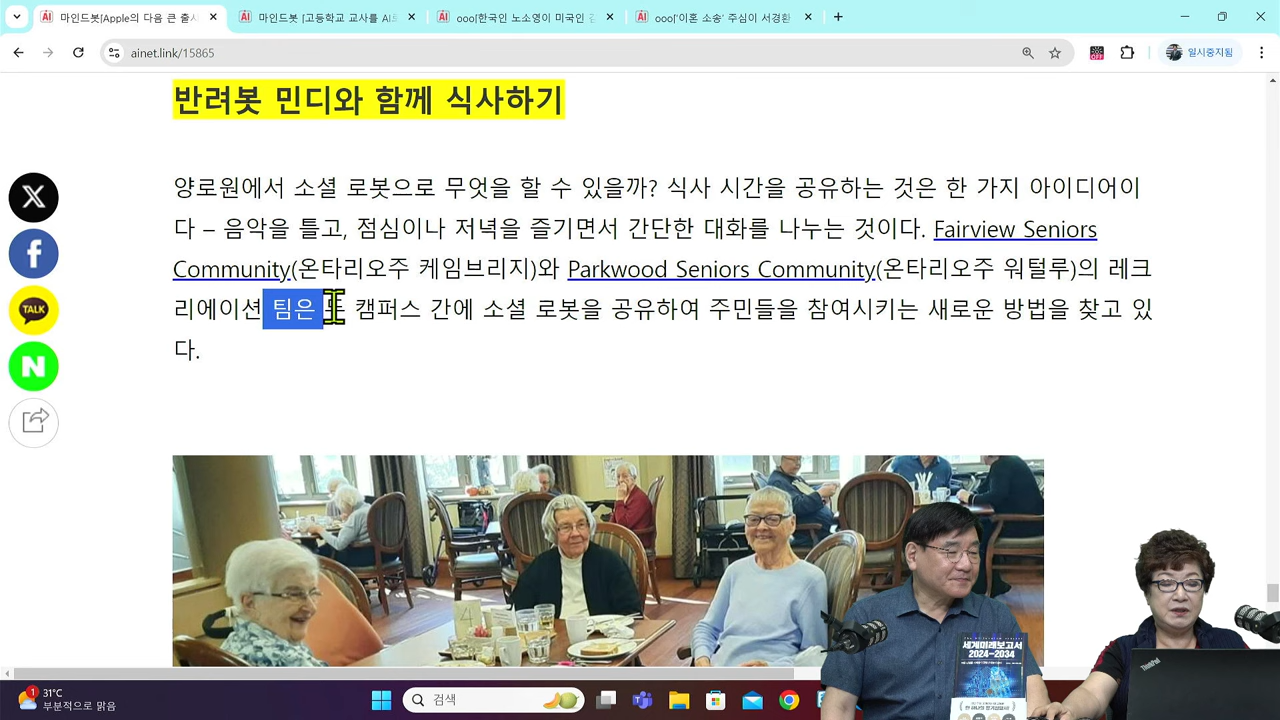 마인드봇[Apple의 다음 큰 출시
마인드봇 [고등학교 교사를 AI로
ooo[한국인 노소영이 미국인 김
ooo['이혼 소송' 주심이 서경환
ainet.link/15865
OFF
일시중지됨
반려봇 민디와 함께 식사하기
양로원에서 소셜 로봇으로 무엇을 할 수 있을까? 식사 시간을 공유하는 것은 한 가지 아이디어이
다 – 음악을 틀고, 점심이나 저녁을 즐기면서 간단한 대화를 나누는 것이다. Fairview Seniors
Community(온타리오주 케임브리지)와 Parkwood Seniors Community(온타리오주 워털루)의 레크
리에이션 팀은 두 캠퍼스 간에 소셜 로봇을 공유하여 주민들을 참여시키는 새로운 방법을 찾고 있
다.
X
f
TALK
N
4
세계미래보고서
2024-2034
ThinkPad
1
31°C
부분적으로 맑음
검색